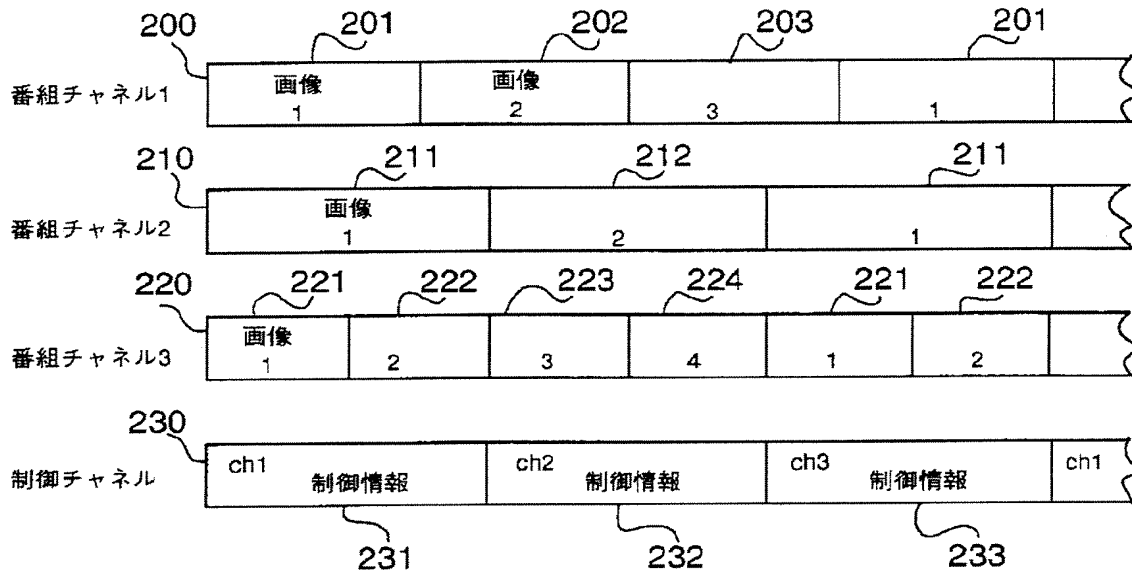 200 201 202 203 201
番組チャネル1 画像 1 画像 2 3 1
210 211 212 211
番組チャネル2 画像 1 2 1
220 221 222 223 224 221 222
番組チャネル3 画像 1 2 3 4 1 2
230
制御チャネル ch1 制御情報 ch2 制御情報 ch3 制御情報 ch1
231 232 233